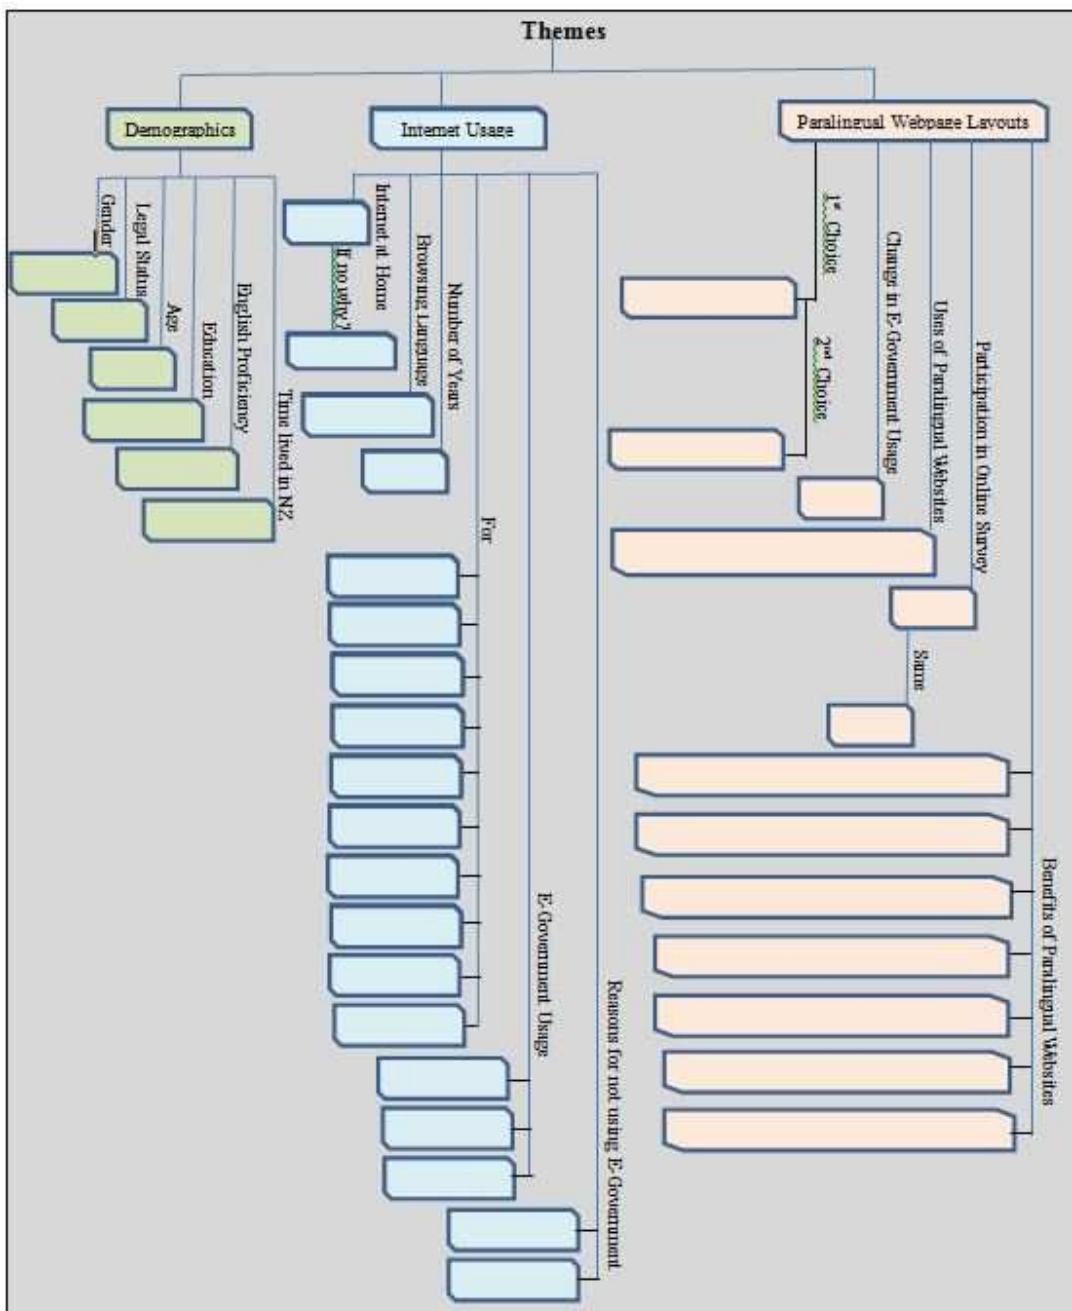 Themes
Demographics
Gender
Legal Status
Age
Education
English Proficiency
Time lived in NZ
Internet Usage
Internet at Home
If no why?
Browsing Language
Number of Years
For
E-Government Usage
Reasons for not using E-Government
Paralingual Webpage Layouts
1st Choice
2nd Choice
Change in E-Government Usage
Uses of Paralingual Websites
Participation in Online Survey
Same
Benefits of Paralingual Websites